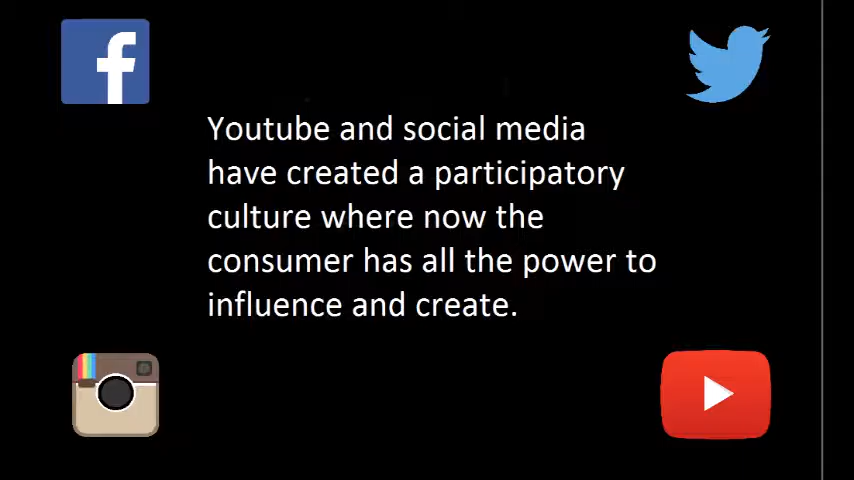 Youtube and social media
have created a participatory
culture where now the
consumer has all the power to
influence and create.